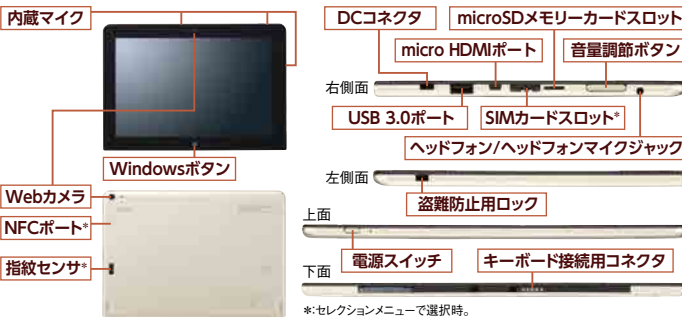 内蔵マイク
Windowsボタン
Webカメラ
NFCポート*
指紋センサ*
DCコネクタ
microSDメモリーカードスロット
micro HDMIポート
音量調節ボタン
右側面
USB 3.0ポート
SIMカードスロット*
ヘッドフォン/ヘッドフォンマイクジャック
左側面
盗難防止用ロック
上面
電源スイッチ
キーボード接続用コネクタ
下面
*:セレクションメニューで選択時。